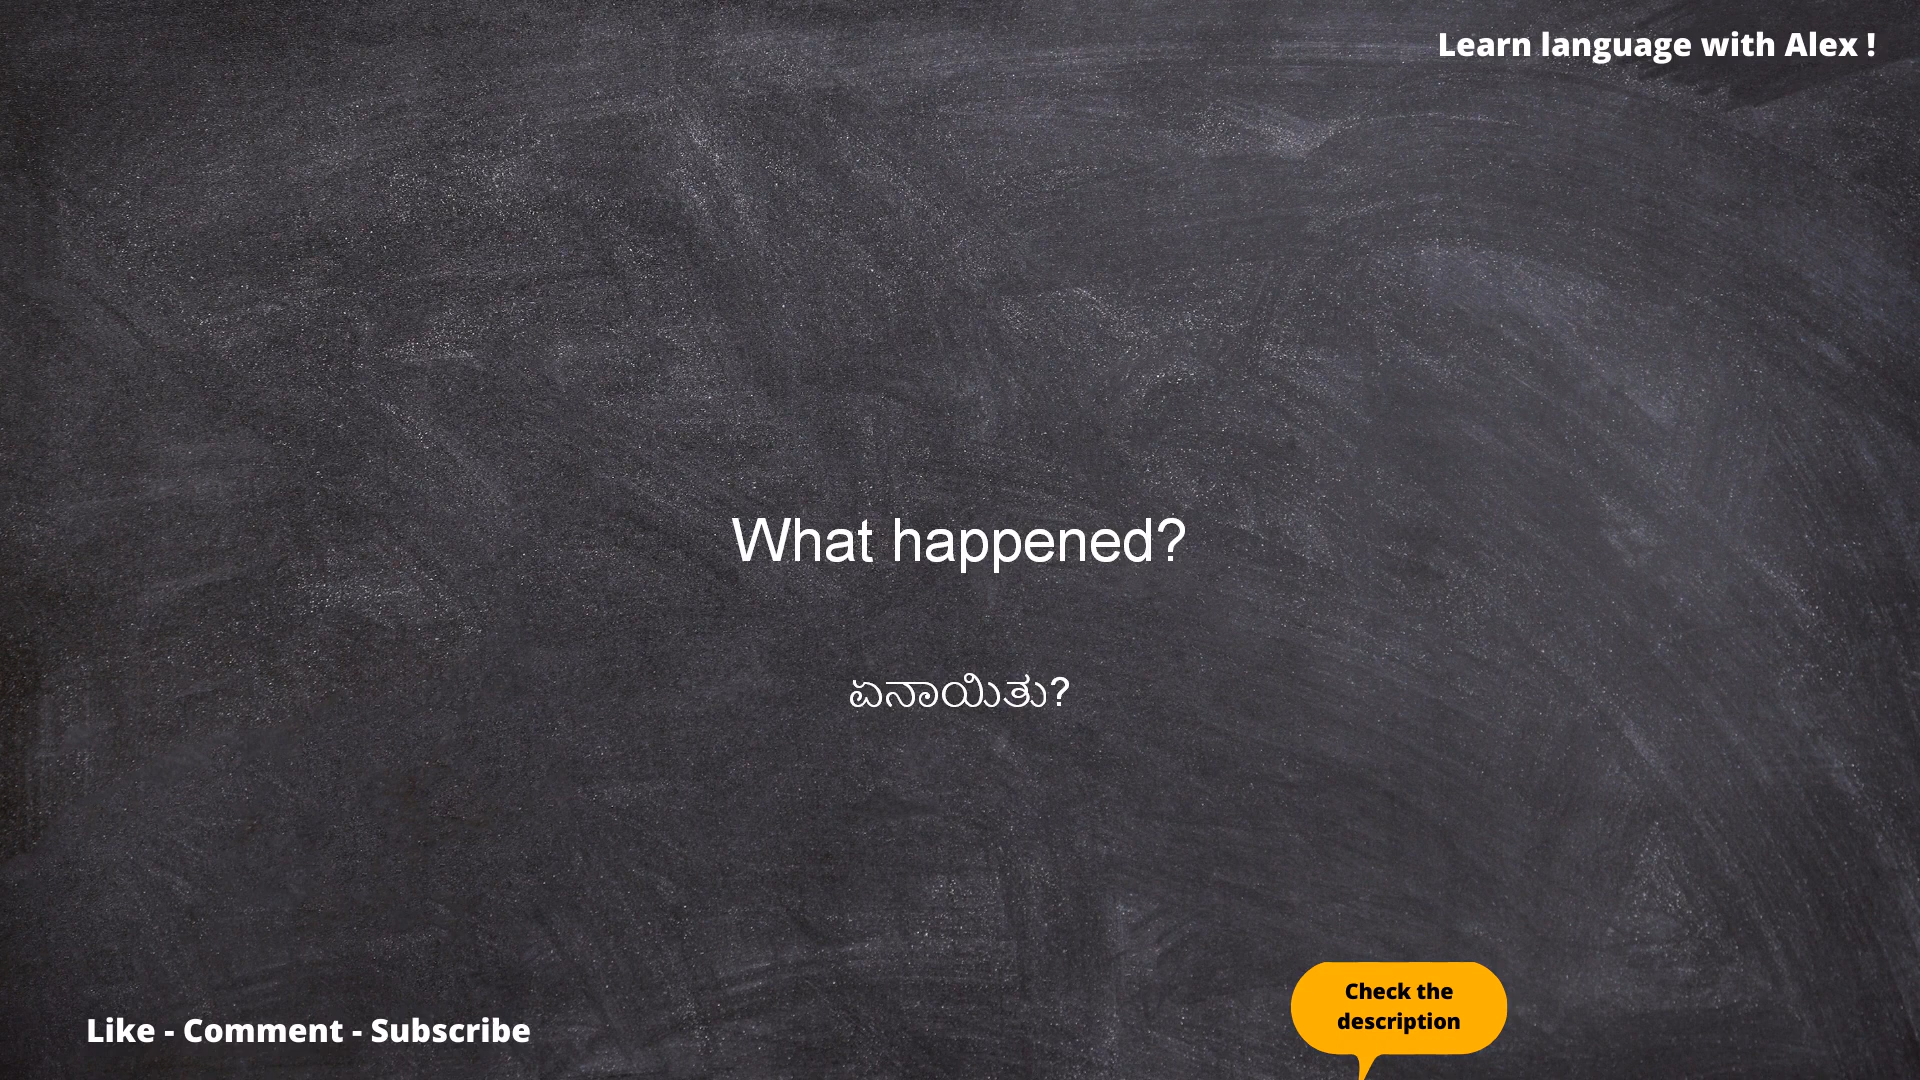 Learn language with Alex !
What happened?
ಏನಾಯಿತು?
Check the
description
Like - Comment - Subscribe